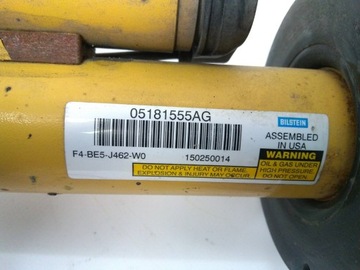 05181555AG
F4-BE5-J462-W0 150250014
DO NOT APPLY HEAT OR FLAME.
EXPLOSION & INJURY MAY OCCUR
BILSTEIN
ASSEMBLED
IN USA
WARNING
OIL & GAS UNDER
HIGH PRESSURE.
DO NOT OPEN.